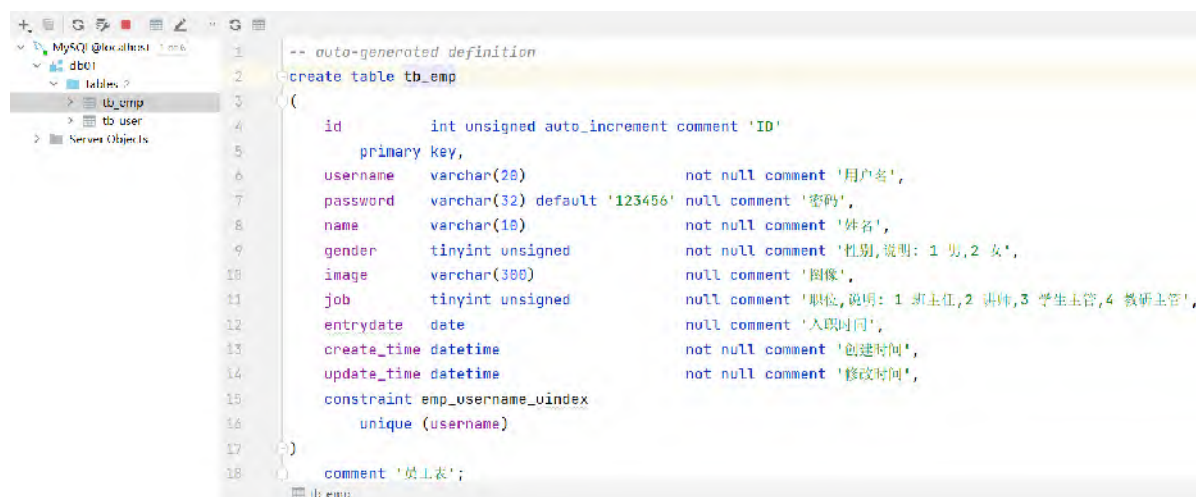 MySQL@localhost 1 of 6
db01
tables 2
tb_emp
tb_user
Server Objects
1 -- auto-generated definition
2 create table tb_emp
3 (
4 id int unsigned auto_increment comment 'ID'
5 primary key,
6 username varchar(20) not null comment '用户名',
7 password varchar(32) default '123456' null comment '密码',
8 name varchar(10) not null comment '姓名',
9 gender tinyint unsigned not null comment '性别,说明: 1 男,2 女',
10 image varchar(300) null comment '图像',
11 job tinyint unsigned null comment '职位,说明: 1 班主任,2 讲师,3 学生主管,4 教研主管',
12 entrydate date null comment '入职时间',
13 create_time datetime not null comment '创建时间',
14 update_time datetime not null comment '修改时间',
15 constraint emp_username_uindex
16 unique (username)
17 )
18 comment '员工表';
tb_emp